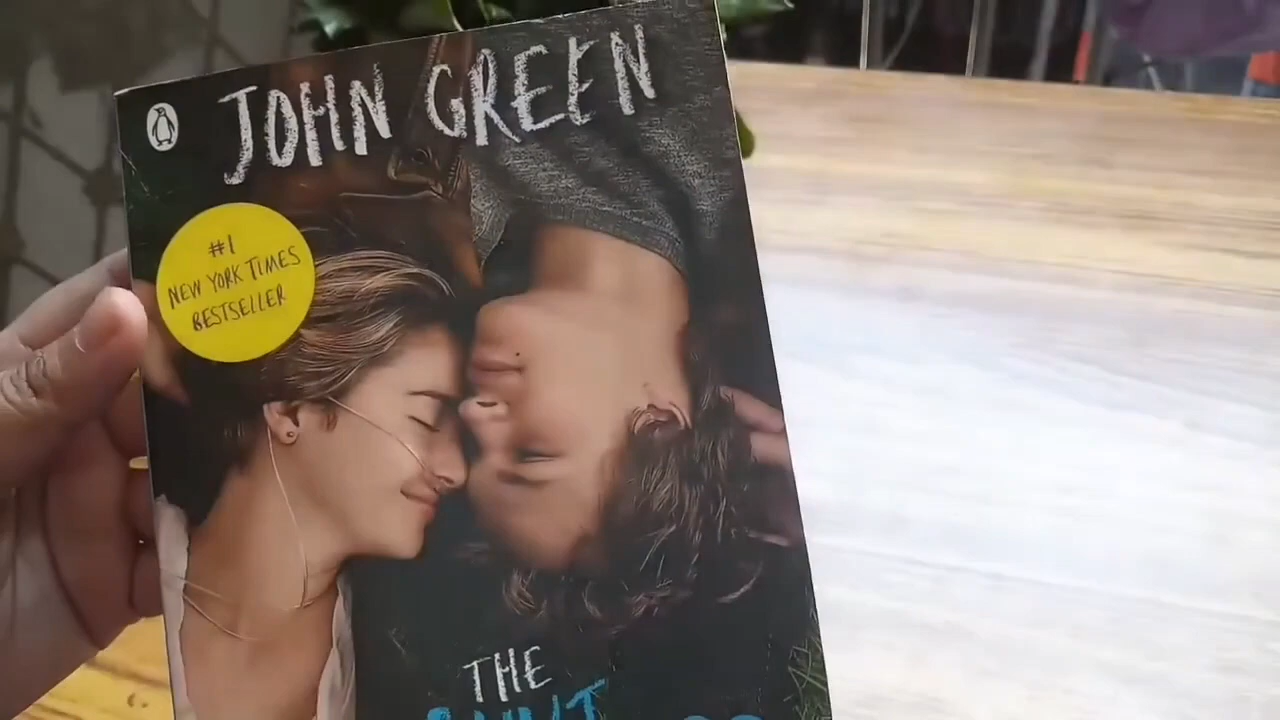 JOHN GREEN
#1
NEW YORK TIMES
BESTSELLER
THE